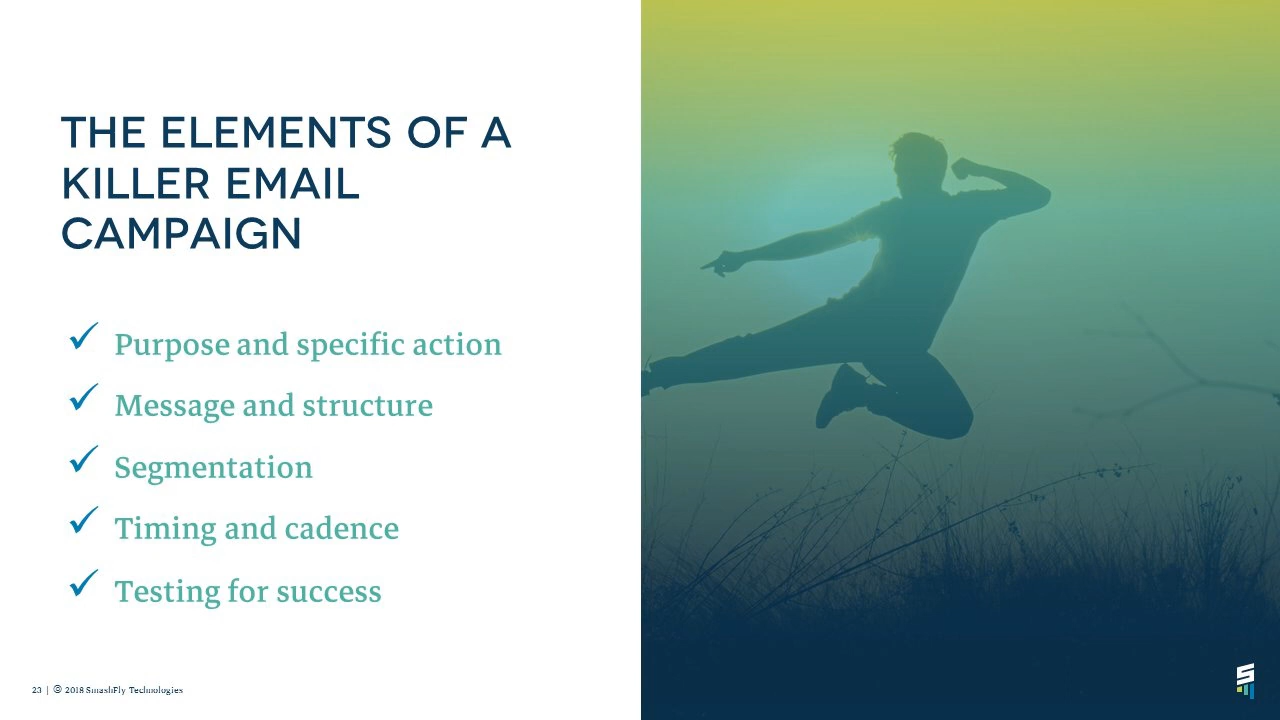 THE ELEMENTS OF A
KILLER EMAIL
CAMPAIGN
Purpose and specific action
Message and structure
Segmentation
Timing and cadence
Testing for success
23 | © 2018 SmashFly Technologies